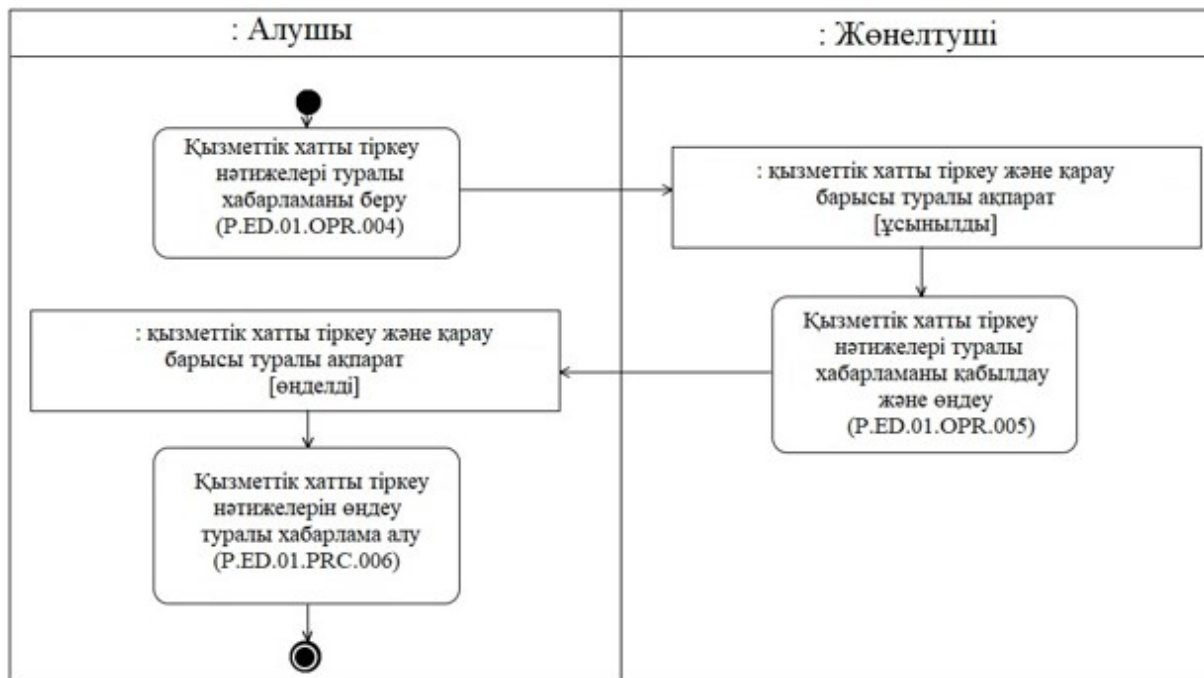 : Алушы
: Жөнелтуші
Қызметтік хатты тіркеу
нәтижелері туралы
хабарламаны беру
(P.ED.01.OPR.004)
: қызметтік хатты тіркеу және қарау
барысы туралы ақпарат
[ұсынылды]
Қызметтік хатты тіркеу
нәтижелері туралы
хабарламаны қабылдау
және өңдеу
(P.ED.01.OPR.005)
: қызметтік хатты тіркеу және қарау
барысы туралы ақпарат
[өңделді]
Қызметтік хатты тіркеу
нәтижелерін өңдеу
туралы хабарлама алу
(P.ED.01.PRC.006)